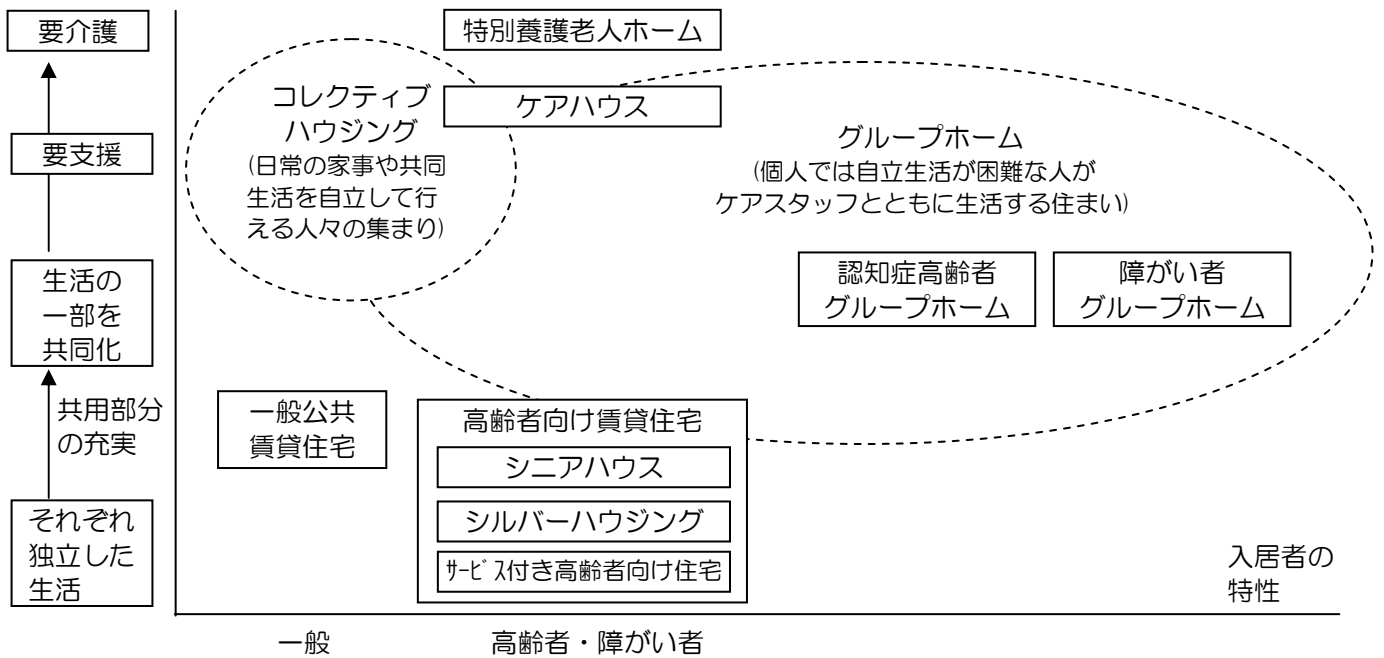 要介護
特別養護老人ホーム
コレクティブ
ハウジング
(日常の家事や共同
生活を自立して行
える人々の集まり)
ケアハウス
グループホーム
(個人では自立生活が困難な人が
ケアスタッフとともに生活する住まい)
要支援
認知症高齢者
グループホーム
障がい者
グループホーム
生活の
一部を
共同化
共用部分
の充実
一般公共
賃貸住宅
高齢者向け賃貸住宅
シニアハウス
シルバーハウジング
ｻｰﾋﾞｽ付き高齢者向け住宅
それぞれ
独立した
生活
入居者の
特性
一般
高齢者・障がい者